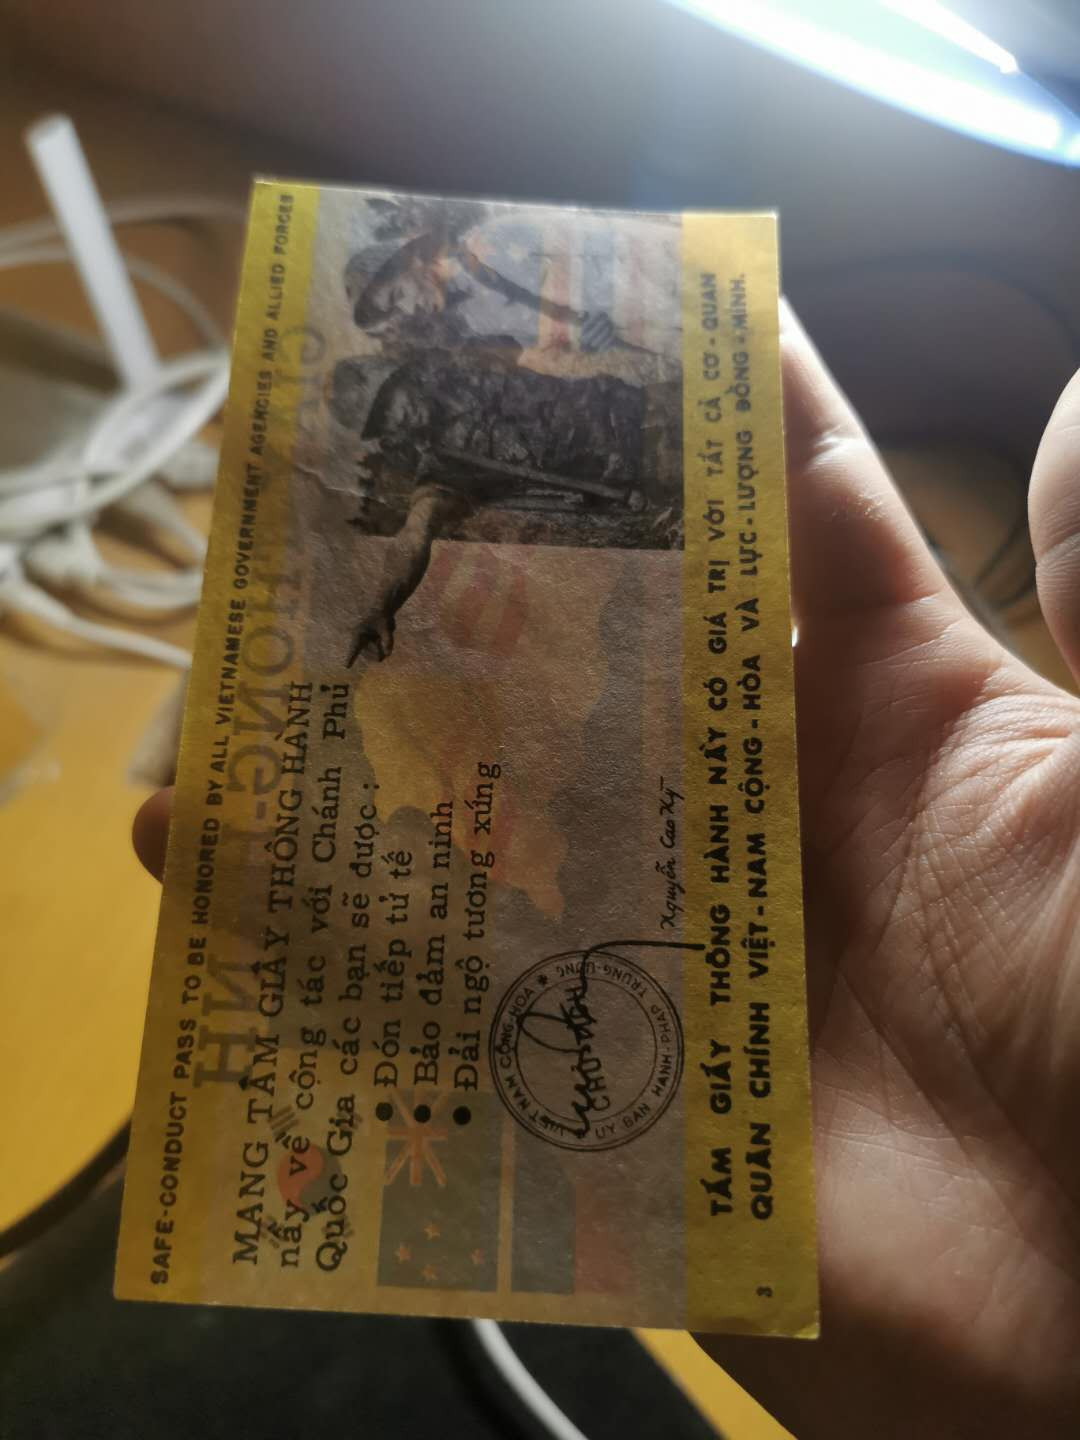 SAFE-CONDUCT PASS TO BE HONORED BY ALL VIETNAMESE GOVERNMENT AGENCIES AND ALLIED FORCES
MANG TẤM GIẤY THÔNG HÀNH
nầy về cộng tác với Chánh Phủ
Quốc Gia các bạn sẽ được :
● Đón tiếp tử tế
● Bảo đảm an ninh
● Đải ngộ tương xứng
VIỆT NAM CỘNG-HÒA
ỦY BAN HÀNH-PHÁP TRUNG-ƯƠNG
Nguyễn Cao Kỳ
TẤM GIẤY THÔNG HÀNH NẦY CÓ GIÁ TRỊ VỚI TẤT CẢ CƠ-QUAN
QUÂN CHÍNH VIỆT-NAM CỘNG-HÒA VÀ LỰC-LƯỢNG ĐỒNG-MINH.
3